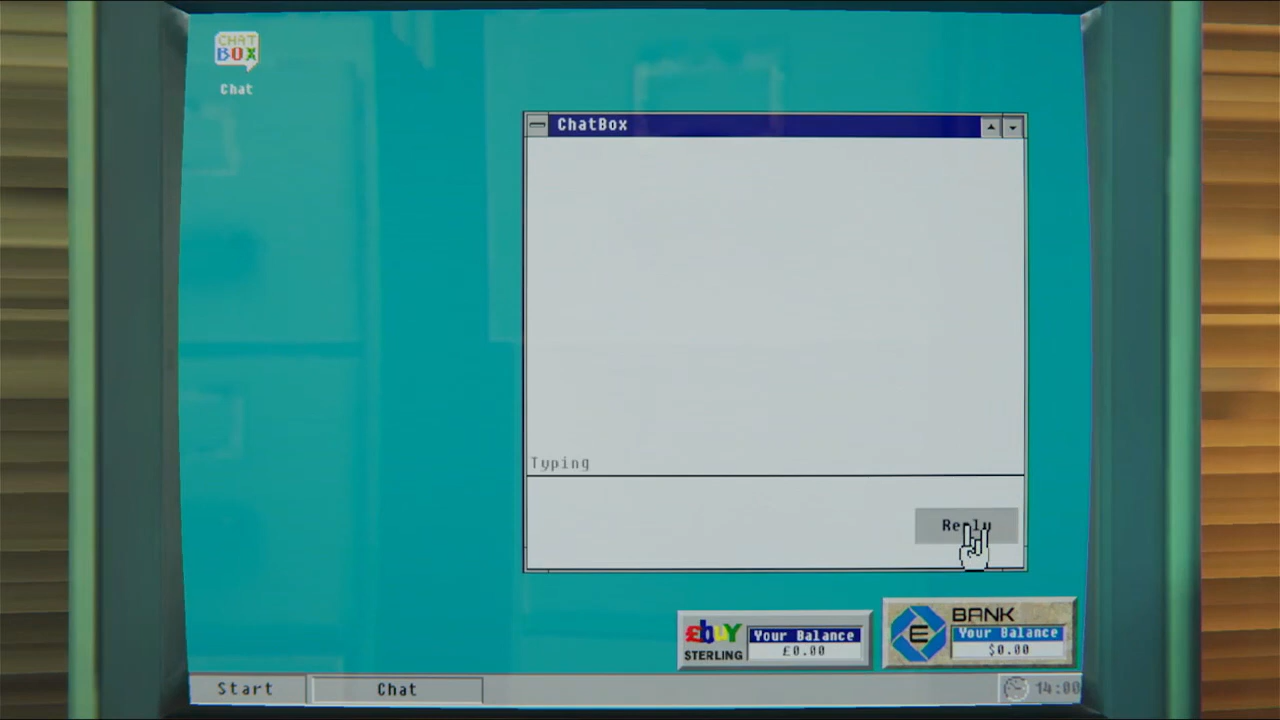 CHAT
BOX
Chat
ChatBox
Typing
Reply
£buY
STERLING
Your Balance
£0.00
E
BANK
Your Balance
$0.00
Start
Chat
14:00